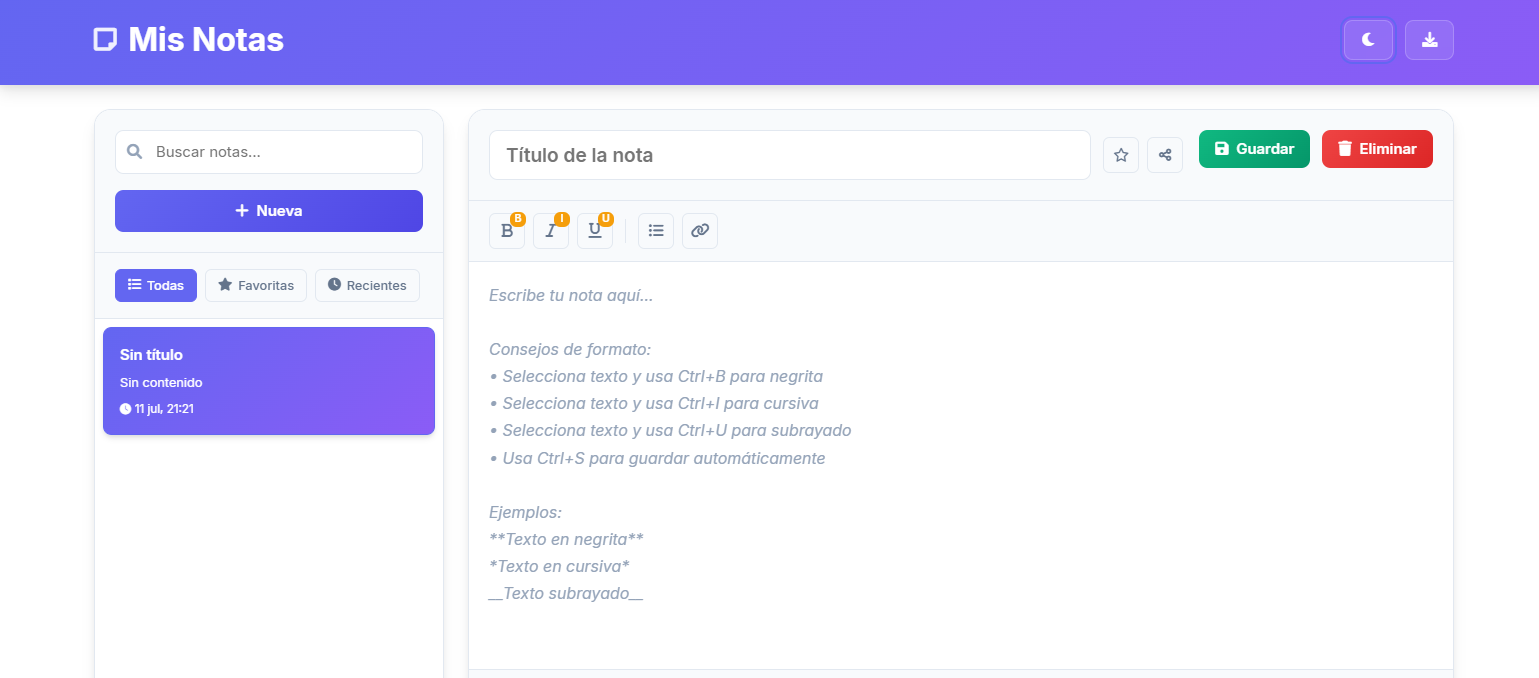 Mis Notas
Buscar notas...
Nueva
Todas
Favoritas
Recientes
Sin título
Sin contenido
11 jul, 21:21
Título de la nota
Guardar
Eliminar
B B
I I
U U
Escribe tu nota aquí...
Consejos de formato:
• Selecciona texto y usa Ctrl+B para negrita
• Selecciona texto y usa Ctrl+I para cursiva
• Selecciona texto y usa Ctrl+U para subrayado
• Usa Ctrl+S para guardar automáticamente
Ejemplos:
**Texto en negrita**
*Texto en cursiva*
__Texto subrayado__